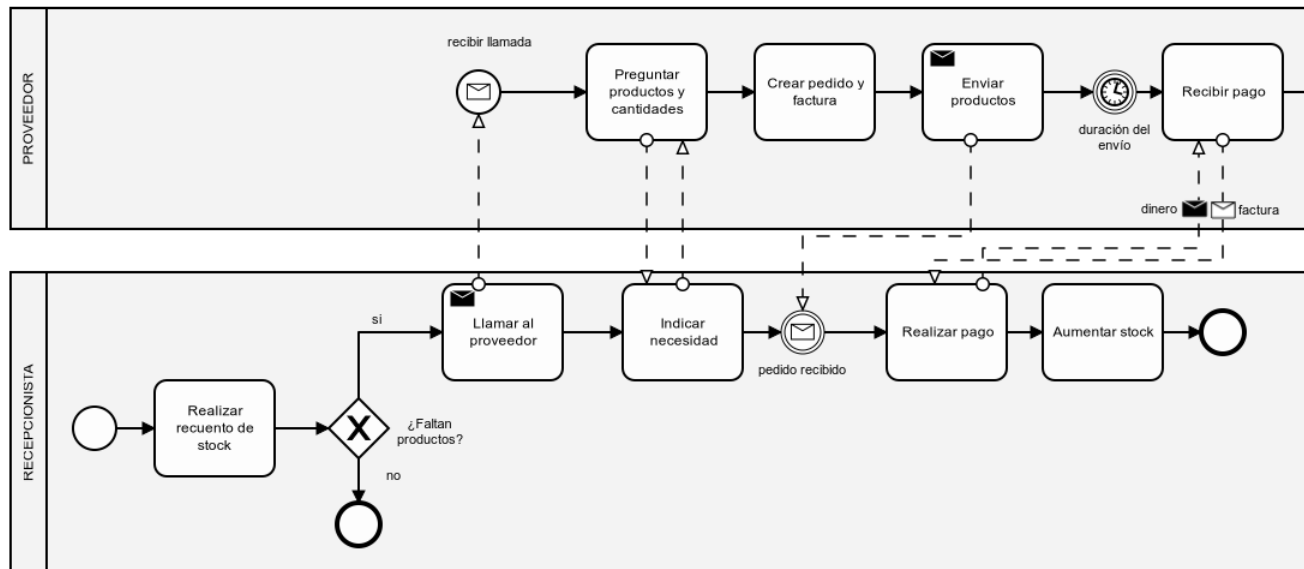 PROVEEDOR
recibir llamada
Preguntar
productos y
cantidades
Crear pedido y
factura
Enviar
productos
duración del
envío
Recibir pago
dinero
factura
RECEPCIONISTA
Realizar
recuento de
stock
¿Faltan
productos?
si
no
Llamar al
proveedor
Indicar
necesidad
pedido recibido
Realizar pago
Aumentar stock